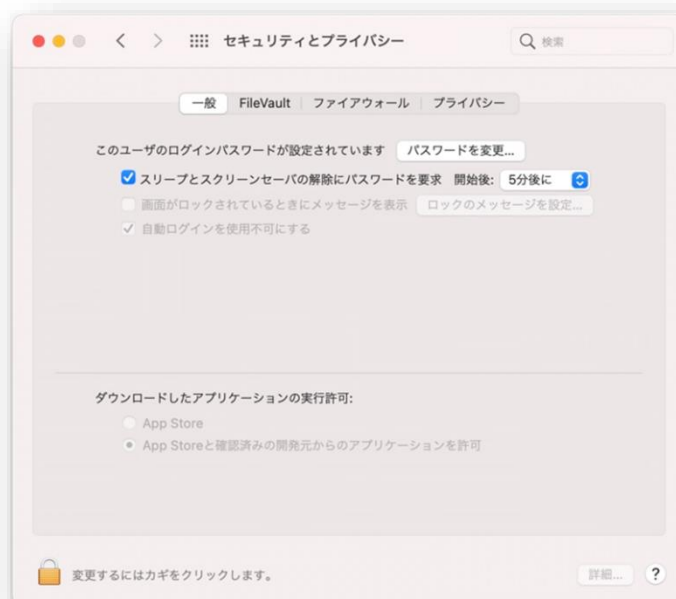 セキュリティとプライバシー
検索
一般 FileVault ファイアウォール プライバシー
このユーザのログインパスワードが設定されています パスワードを変更...
スリープとスクリーンセーバの解除にパスワードを要求 開始後: 5分後に
画面がロックされているときにメッセージを表示 ロックのメッセージを設定...
自動ログインを使用不可にする
ダウンロードしたアプリケーションの実行許可:
App Store
App Storeと確認済みの開発元からのアプリケーションを許可
変更するにはカギをクリックします。
詳細... ?